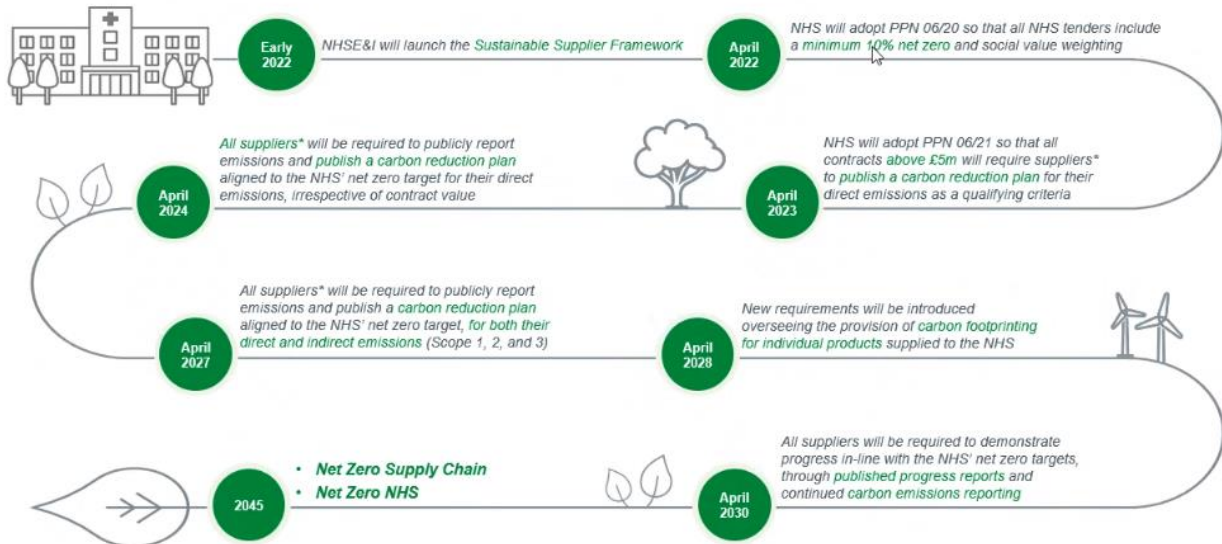 Early
2022
NHSE&I will launch the Sustainable Supplier Framework
April
2022
NHS will adopt PPN 06/20 so that all NHS tenders include
a minimum 10% net zero and social value weighting
April
2023
NHS will adopt PPN 06/21 so that all
contracts above £5m will require suppliers*
to publish a carbon reduction plan for their
direct emissions as a qualifying criteria
April
2024
All suppliers* will be required to publicly report
emissions and publish a carbon reduction plan
aligned to the NHS' net zero target for their direct
emissions, irrespective of contract value
April
2027
All suppliers* will be required to publicly report
emissions and publish a carbon reduction plan
aligned to the NHS' net zero target, for both their
direct and indirect emissions (Scope 1, 2, and 3)
April
2028
New requirements will be introduced
overseeing the provision of carbon footprinting
for individual products supplied to the NHS
April
2030
All suppliers will be required to demonstrate
progress in-line with the NHS' net zero targets,
through published progress reports and
continued carbon emissions reporting
2045
• Net Zero Supply Chain
• Net Zero NHS